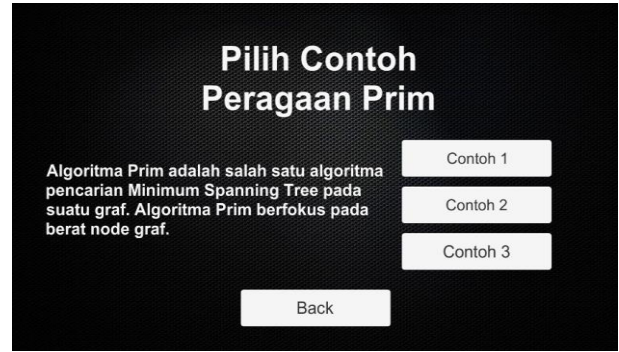 Pilih Contoh
Peragaan Prim
Algoritma Prim adalah salah satu algoritma
pencarian Minimum Spanning Tree pada
suatu graf. Algoritma Prim berfokus pada
berat node graf.
Contoh 1
Contoh 2
Contoh 3
Back